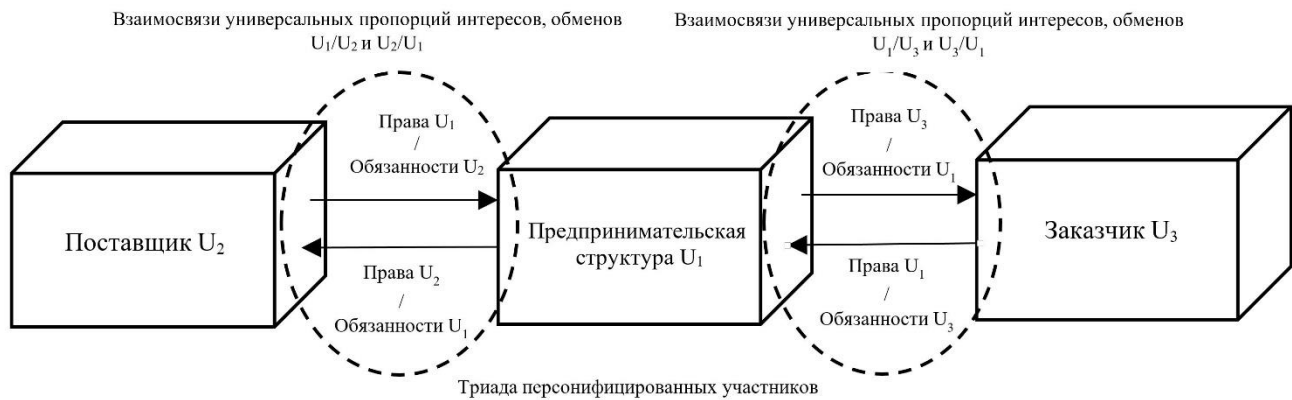 Взаимосвязи универсальных пропорций интересов, обменов
U₁/U₂ и U₂/U₁
Взаимосвязи универсальных пропорций интересов, обменов
U₁/U₃ и U₃/U₁
Поставщик U₂
Права U₁
/
Обязанности U₂
Права U₂
/
Обязанности U₁
Предпринимательская
структура U₁
Права U₃
/
Обязанности U₁
Права U₁
/
Обязанности U₃
Заказчик U₃
Триада персонифицированных участников